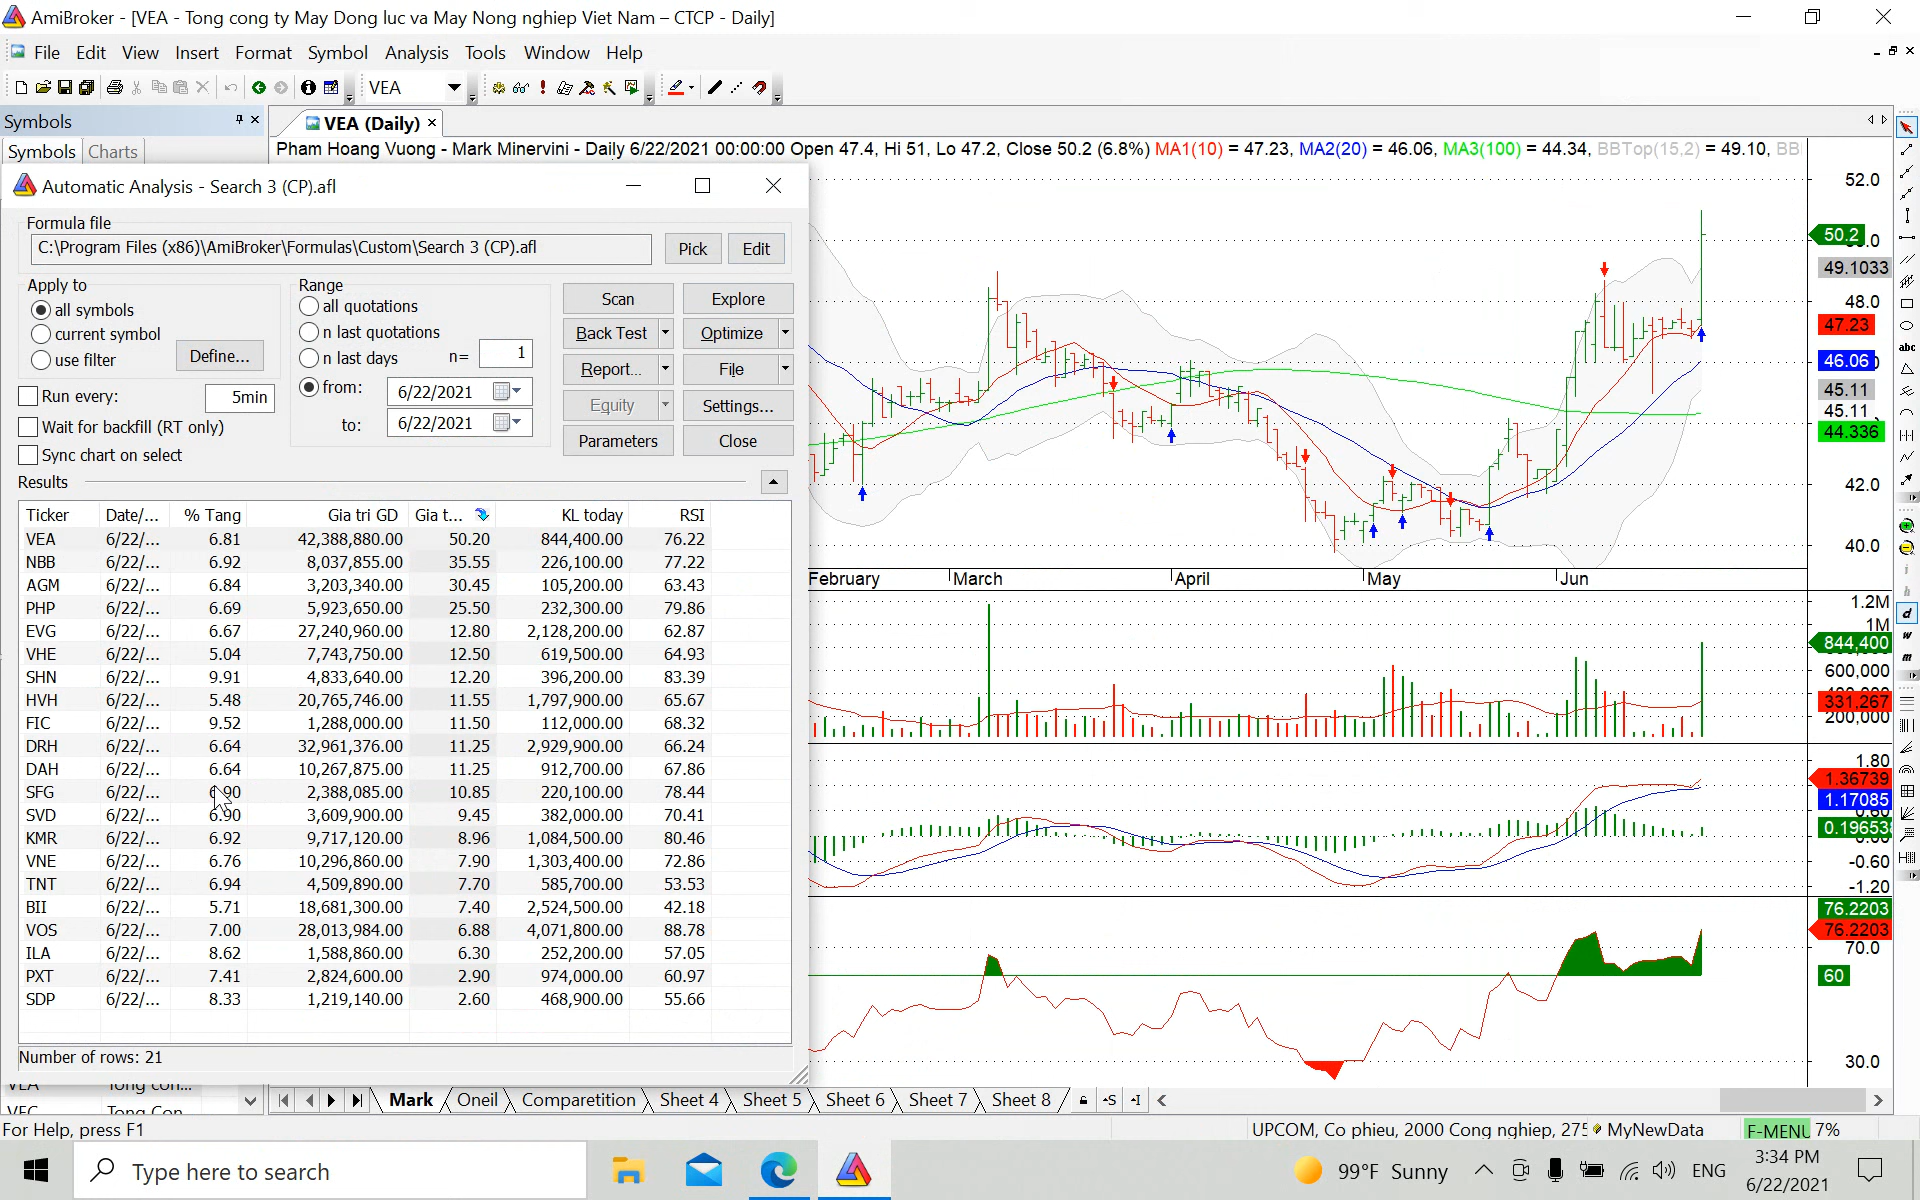 AmiBroker - [VEA - Tong cong ty May Dong luc va May Nong nghiep Viet Nam – CTCP - Daily]
File Edit View Insert Format Symbol Analysis Tools Window Help
VEA
Symbols
VEA (Daily)
Symbols Charts
Pham Hoang Vuong - Mark Minervini - Daily 6/22/2021 00:00:00 Open 47.4, Hi 51, Lo 47.2, Close 50.2 (6.8%) MA1(10) = 47.23, MA2(20) = 46.06, MA3(100) = 44.34, BBTop(15,2) = 49.10, BB
Automatic Analysis - Search 3 (CP).afl
Formula file
C:\Program Files (x86)\AmiBroker\Formulas\Custom\Search 3 (CP).afl
Pick Edit
Apply to
all symbols
current symbol
use filter
Define...
Range
all quotations
n last quotations
n last days n= 1
from: 6/22/2021
to: 6/22/2021
Scan Explore
Back Test Optimize
Report... File
Equity Settings...
Parameters Close
Run every: 5min
Wait for backfill (RT only)
Sync chart on select
Results
Ticker Date/... % Tang Gia tri GD Gia t... KL today RSI
VEA 6/22/... 6.81 42,388,880.00 50.20 844,400.00 76.22
NBB 6/22/... 6.92 8,037,855.00 35.55 226,100.00 77.22
AGM 6/22/... 6.84 3,203,340.00 30.45 105,200.00 63.43
PHP 6/22/... 6.69 5,923,650.00 25.50 232,300.00 79.86
EVG 6/22/... 6.67 27,240,960.00 12.80 2,128,200.00 62.87
VHE 6/22/... 5.04 7,743,750.00 12.50 619,500.00 64.93
SHN 6/22/... 9.91 4,833,640.00 12.20 396,200.00 83.39
HVH 6/22/... 5.48 20,765,746.00 11.55 1,797,900.00 65.67
FIC 6/22/... 9.52 1,288,000.00 11.50 112,000.00 68.32
DRH 6/22/... 6.64 32,961,376.00 11.25 2,929,900.00 66.24
DAH 6/22/... 6.64 10,267,875.00 11.25 912,700.00 67.86
SFG 6/22/... 6.90 2,388,085.00 10.85 220,100.00 78.44
SVD 6/22/... 6.90 3,609,900.00 9.45 382,000.00 70.41
KMR 6/22/... 6.92 9,717,120.00 8.96 1,084,500.00 80.46
VNE 6/22/... 6.76 10,296,860.00 7.90 1,303,400.00 72.86
TNT 6/22/... 6.94 4,509,890.00 7.70 585,700.00 53.53
BII 6/22/... 5.71 18,681,300.00 7.40 2,524,500.00 42.18
VOS 6/22/... 7.00 28,013,984.00 6.88 4,071,800.00 88.78
ILA 6/22/... 8.62 1,588,860.00 6.30 252,200.00 57.05
PXT 6/22/... 7.41 2,824,600.00 2.90 974,000.00 60.97
SDP 6/22/... 8.33 1,219,140.00 2.60 468,900.00 55.66
Number of rows: 21
52.0
50.2
49.1033
48.0
47.23
46.06
45.11
45.11
44.336
42.0
40.0
February March April May Jun
1.2M
1M
844,400
600,000
331,267
200,000
1.80
1.36739
1.17085
0.19653
-0.60
-1.20
76.2203
76.2203
70.0
60
30.0
abc
d
w
m
Mark Oneil Comparetition Sheet 4 Sheet 5 Sheet 6 Sheet 7 Sheet 8
For Help, press F1
UPCOM, Co phieu, 2000 Cong nghiep, 275 MyNewData F-MENU 7%
Type here to search
99°F Sunny
ENG
3:34 PM
6/22/2021